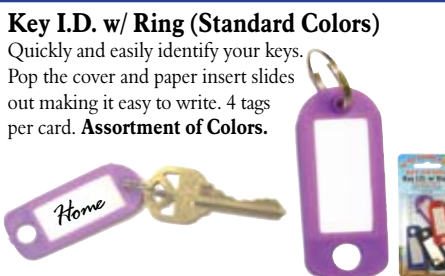 Key I.D. w/ Ring (Standard Colors)
Quickly and easily identify your keys.
Pop the cover and paper insert slides
out making it easy to write. 4 tags
per card. Assortment of Colors.
Home